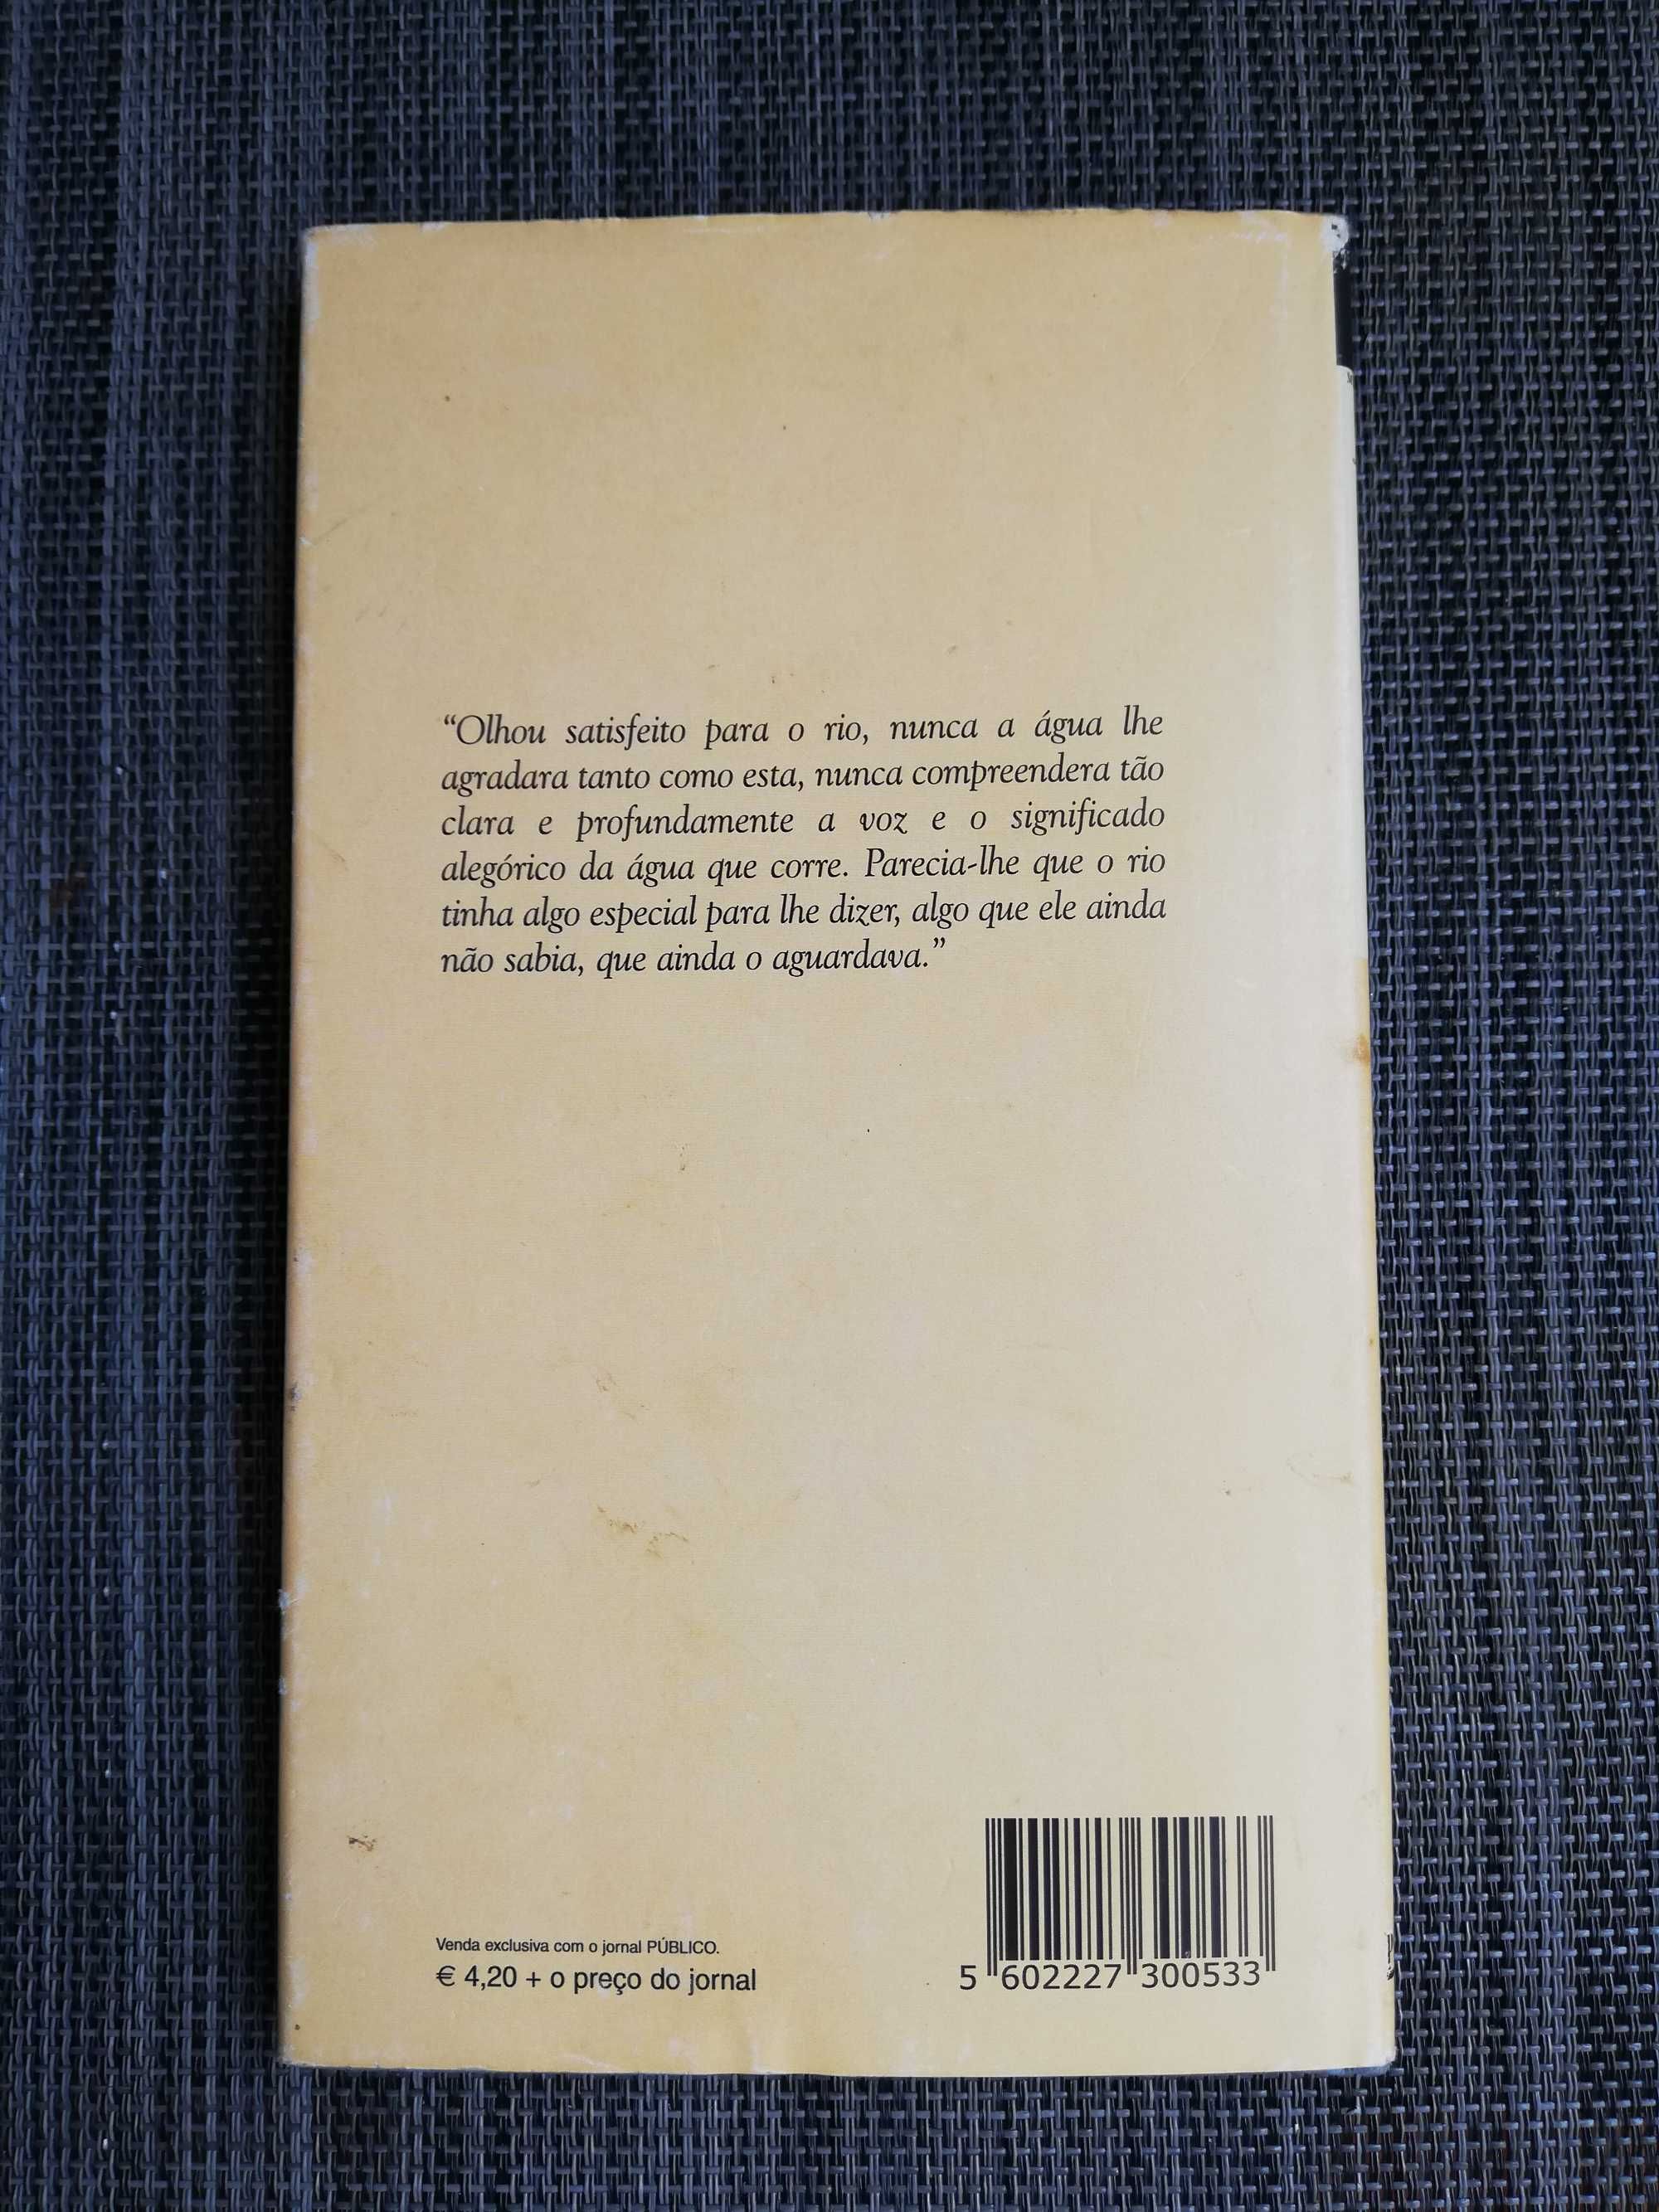 “Olhou satisfeito para o rio, nunca a água lhe
agradara tanto como esta, nunca compreendera tão
clara e profundamente a voz e o significado
alegórico da água que corre. Parecia-lhe que o rio
tinha algo especial para lhe dizer, algo que ele ainda
não sabia, que ainda o aguardava.”
Venda exclusiva com o jornal PÚBLICO.
€ 4,20 + o preço do jornal
5 602227 300533